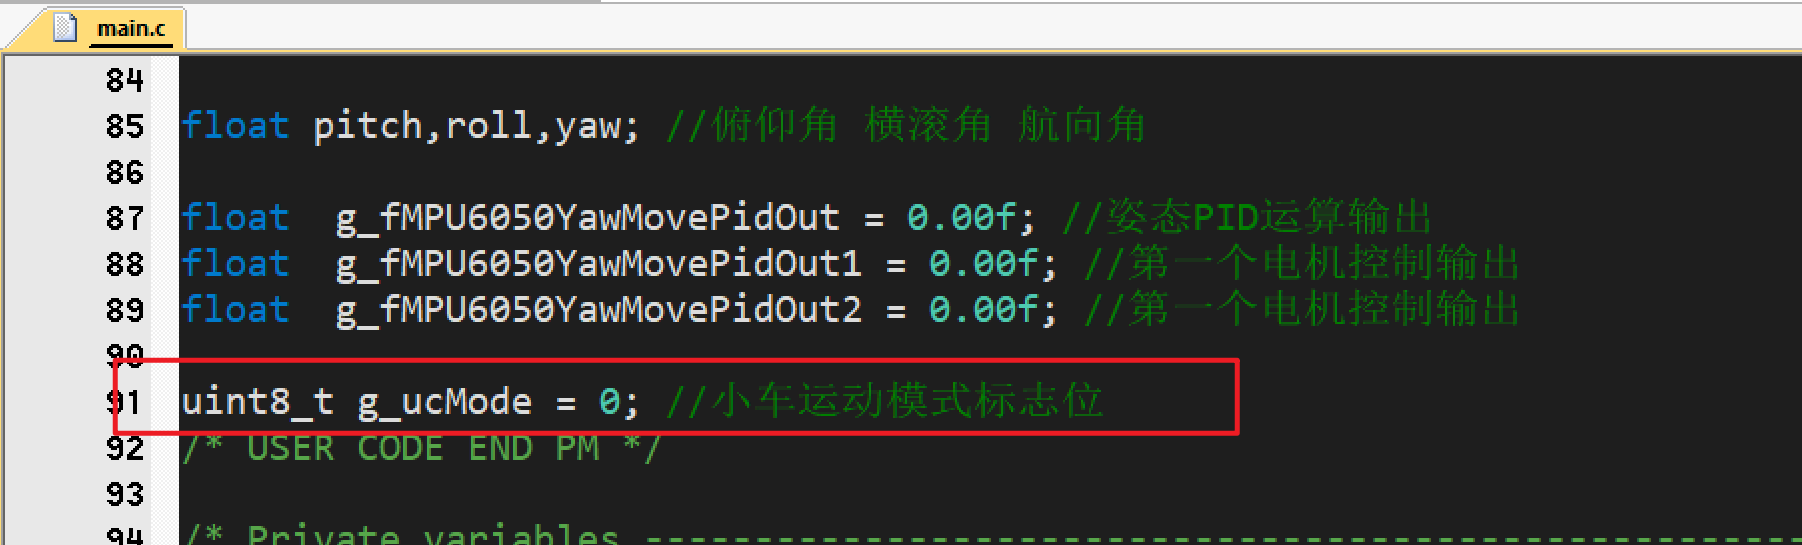 main.c
84
85 float pitch,roll,yaw; //俯仰角 横滚角 航向角
86
87 float  g_fMPU6050YawMovePidOut = 0.00f; //姿态PID运算输出
88 float  g_fMPU6050YawMovePidOut1 = 0.00f; //第一个电机控制输出
89 float  g_fMPU6050YawMovePidOut2 = 0.00f; //第一个电机控制输出
90
91 uint8_t g_ucMode = 0; //小车运动模式标志位
92 /* USER CODE END PM */
93
94 /* Private variables ---------------------------------------------------------